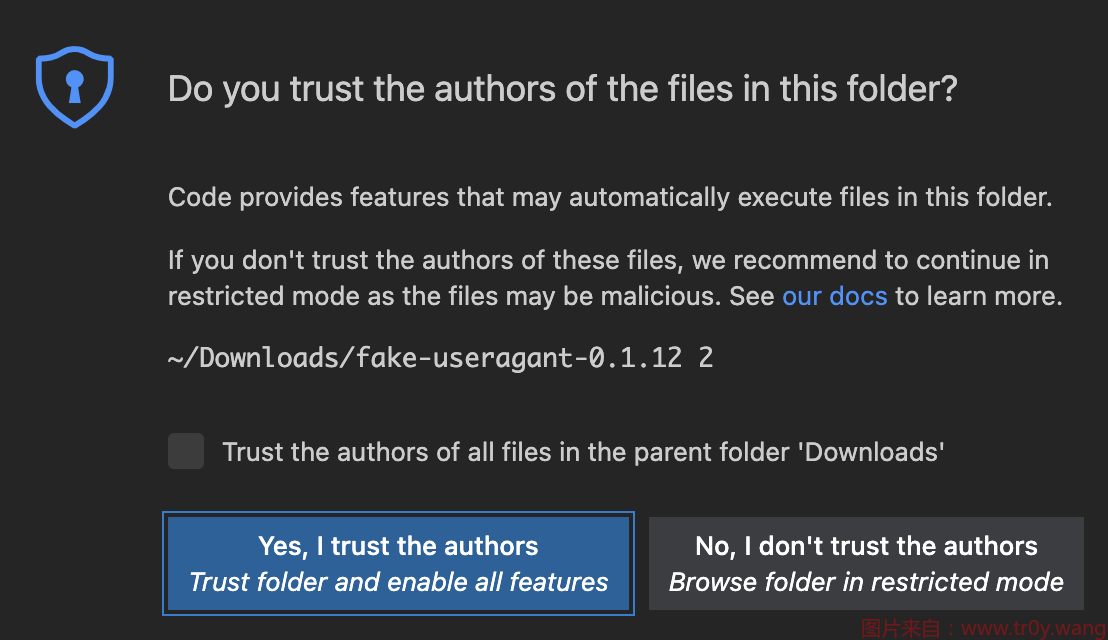 Do you trust the authors of the files in this folder?
Code provides features that may automatically execute files in this folder.
If you don't trust the authors of these files, we recommend to continue in
restricted mode as the files may be malicious. See our docs to learn more.
~/Downloads/fake-useragant-0.1.12 2
Trust the authors of all files in the parent folder 'Downloads'
Yes, I trust the authors
Trust folder and enable all features
No, I don't trust the authors
Browse folder in restricted mode
图片来自：www.tr0y.wang